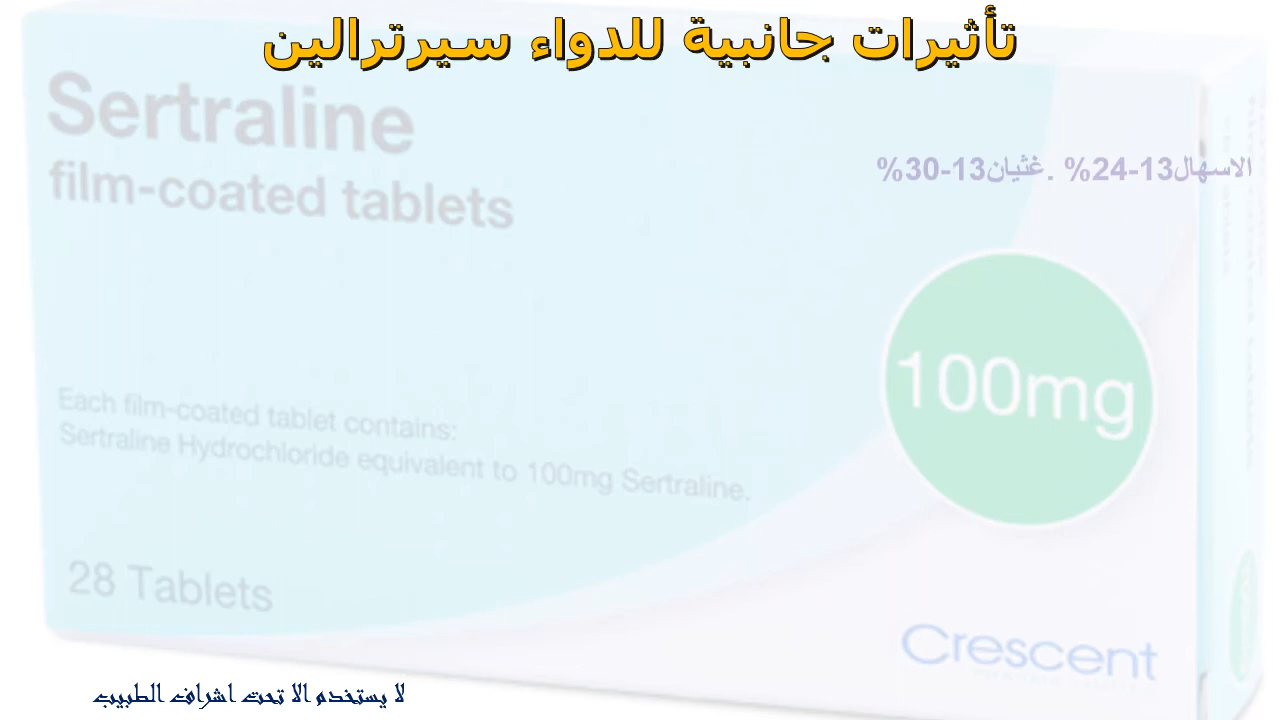 تأثيرات جانبية للدواء سيرترالين
Sertraline
film-coated tablets
الاسهال13-24% .غثيان13-30%
100mg
Each film-coated tablet contains:
Sertraline Hydrochloride equivalent to 100mg Sertraline.
28 Tablets
Crescent
لا يستخدم الا تحت اشراف الطبيب